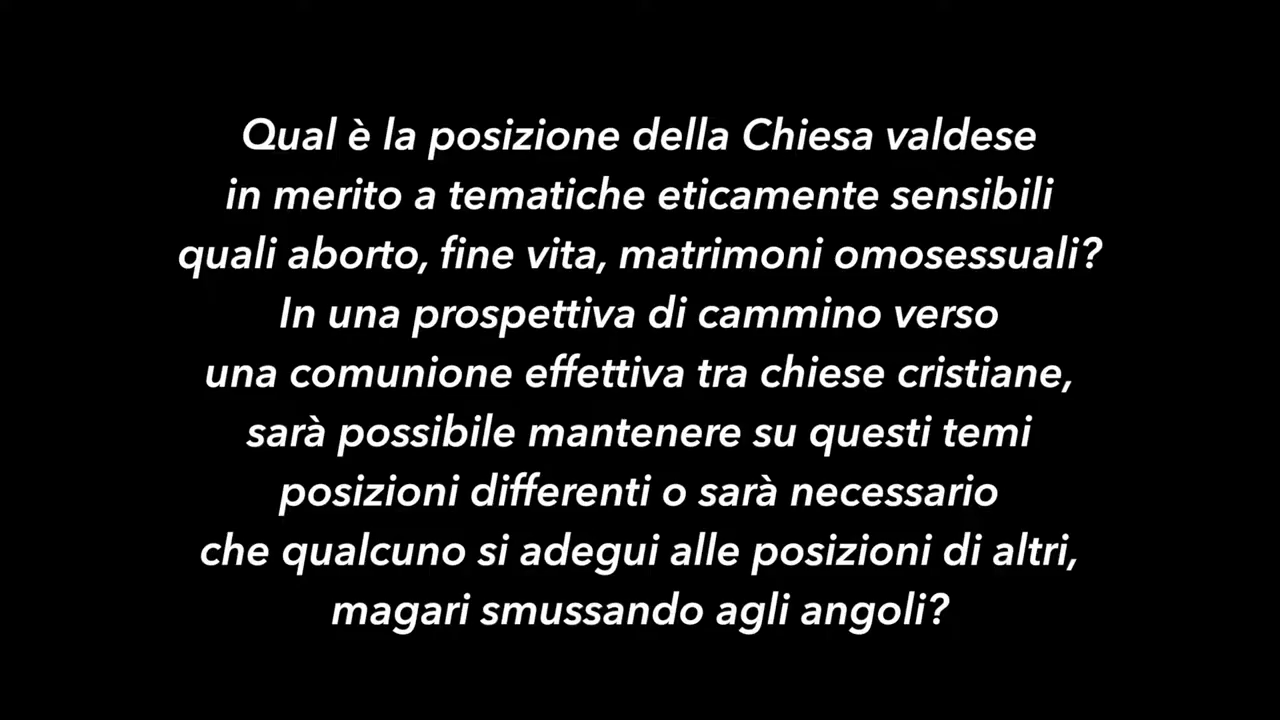 Qual è la posizione della Chiesa valdese
in merito a tematiche eticamente sensibili
quali aborto, fine vita, matrimoni omosessuali?
In una prospettiva di cammino verso
una comunione effettiva tra chiese cristiane,
sarà possibile mantenere su questi temi
posizioni differenti o sarà necessario
che qualcuno si adegui alle posizioni di altri,
magari smussando agli angoli?